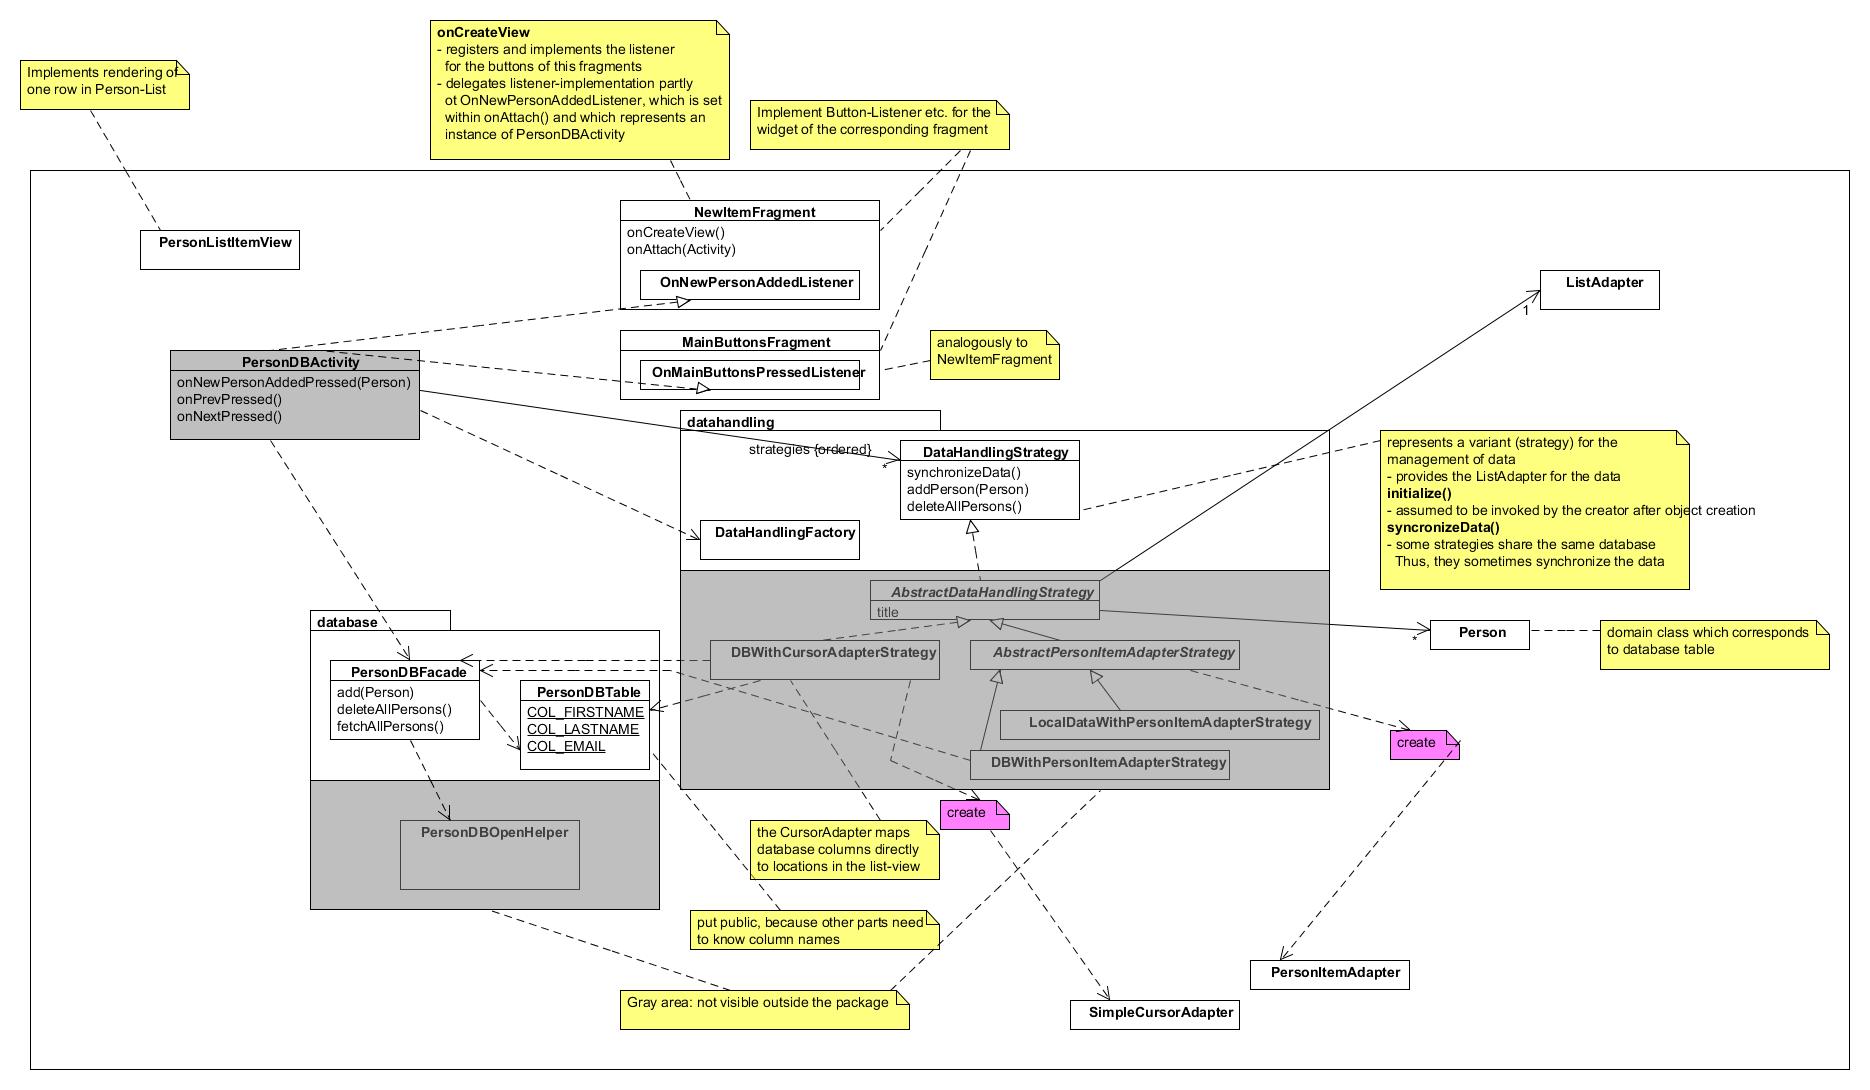 onCreateView
- registers and implements the listener
for the buttons of this fragments
- delegates listener-implementation partly
ot OnNewPersonAddedListener, which is set
within onAttach() and which represents an
instance of PersonDBActivity
Implements rendering of
one row in Person-List
Implement Button-Listener etc. for the
widget of the corresponding fragment
NewItemFragment
onCreateView()
onAttach(Activity)
OnNewPersonAddedListener
PersonListItemView
ListAdapter
1
MainButtonsFragment
OnMainButtonsPressedListener
analogously to
NewItemFragment
PersonDBActivity
onNewPersonAddedPressed(Person)
onPrevPressed()
onNextPressed()
datahandling
strategies {ordered}
*
DataHandlingStrategy
synchronizeData()
addPerson(Person)
deleteAllPersons()
represents a variant (strategy) for the
management of data
- provides the ListAdapter for the data
initialize()
- assumed to be invoked by the creator after object creation
syncronizeData()
- some strategies share the same database
Thus, they sometimes synchronize the data
DataHandlingFactory
AbstractDataHandlingStrategy
title
database
Person
*
domain class which corresponds
to database table
DBWithCursorAdapterStrategy
AbstractPersonItemAdapterStrategy
PersonDBFacade
add(Person)
deleteAllPersons()
fetchAllPersons()
PersonDBTable
COL_FIRSTNAME
COL_LASTNAME
COL_EMAIL
LocalDataWithPersonItemAdapterStrategy
DBWithPersonItemAdapterStrategy
create
create
PersonDBOpenHelper
the CursorAdapter maps
database columns directly
to locations in the list-view
put public, because other parts need
to know column names
PersonItemAdapter
Gray area: not visible outside the package
SimpleCursorAdapter